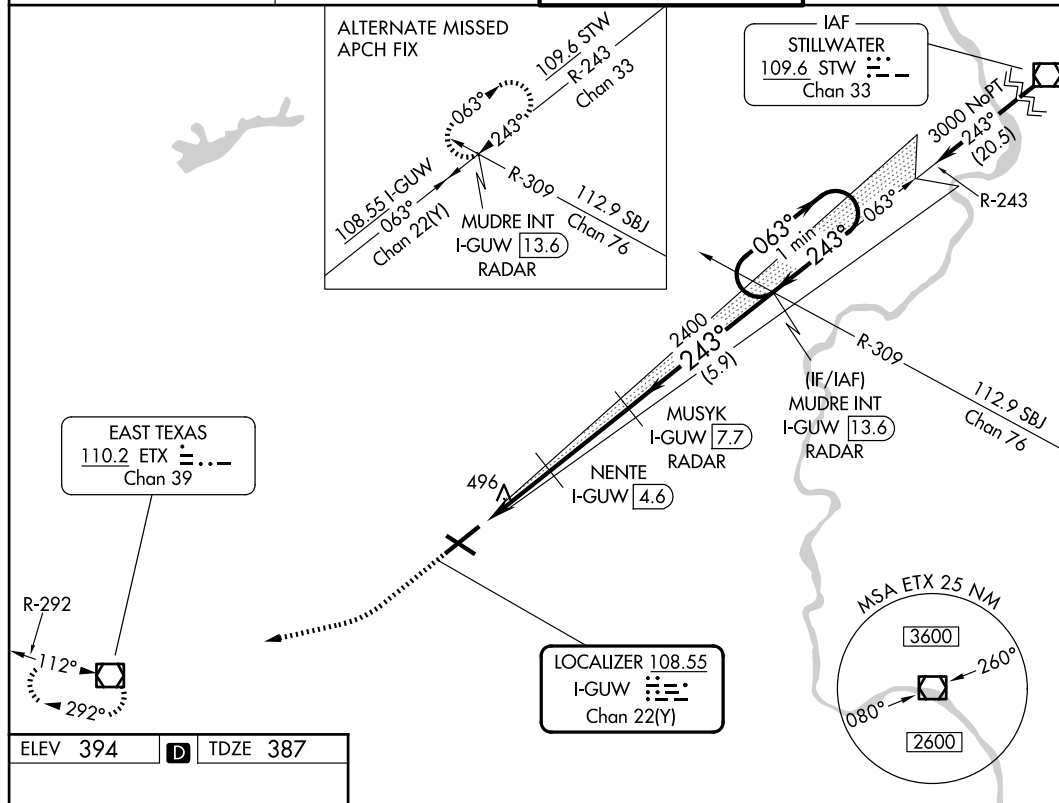 ALTERNATE MISSED
APCH FIX
109.6 STW
R-243
Chan 33
063°
243°
108.55 I-GUW
063°
Chan 22(Y)
R-309
112.9 SBJ
Chan 76
MUDRE INT
I-GUW 13.6
RADAR
IAF
STILLWATER
109.6 STW
Chan 33
3000 NoPT
243°
(20.5)
R-243
063°
063°
1 min
243°
2400
243°
(5.9)
R-309
112.9 SBJ
Chan 76
(IF/IAF)
MUDRE INT
I-GUW 13.6
RADAR
MUSYK
I-GUW 7.7
RADAR
NENTE
I-GUW 4.6
496
EAST TEXAS
110.2 ETX
Chan 39
R-292
112°
292°
LOCALIZER 108.55
I-GUW
Chan 22(Y)
MSA ETX 25 NM
3600
260°
080°
2600
ELEV 394 D TDZE 387